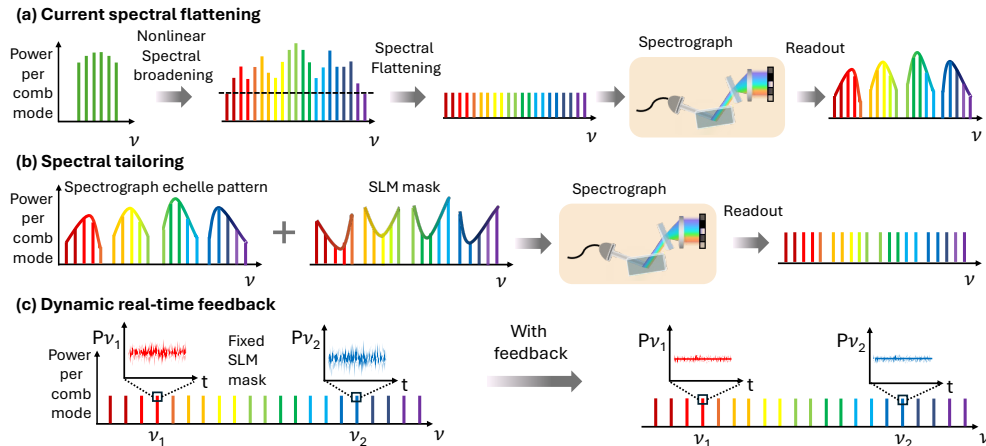 (a) Current spectral flattening
Power
per
comb
mode
ν
Nonlinear
Spectral
broadening
ν
Spectral
Flattening
ν
Spectrograph
Readout
ν
(b) Spectral tailoring
Power
per
comb
mode
Spectrograph echelle pattern
ν
+
SLM mask
ν
Spectrograph
Readout
ν
(c) Dynamic real-time feedback
Power
per
comb
mode
Pν₁
t
Fixed
SLM
mask
Pν₂
t
ν₁
ν₂
ν
With
feedback
Pν₁
t
Pν₂
t
ν₁
ν₂
ν